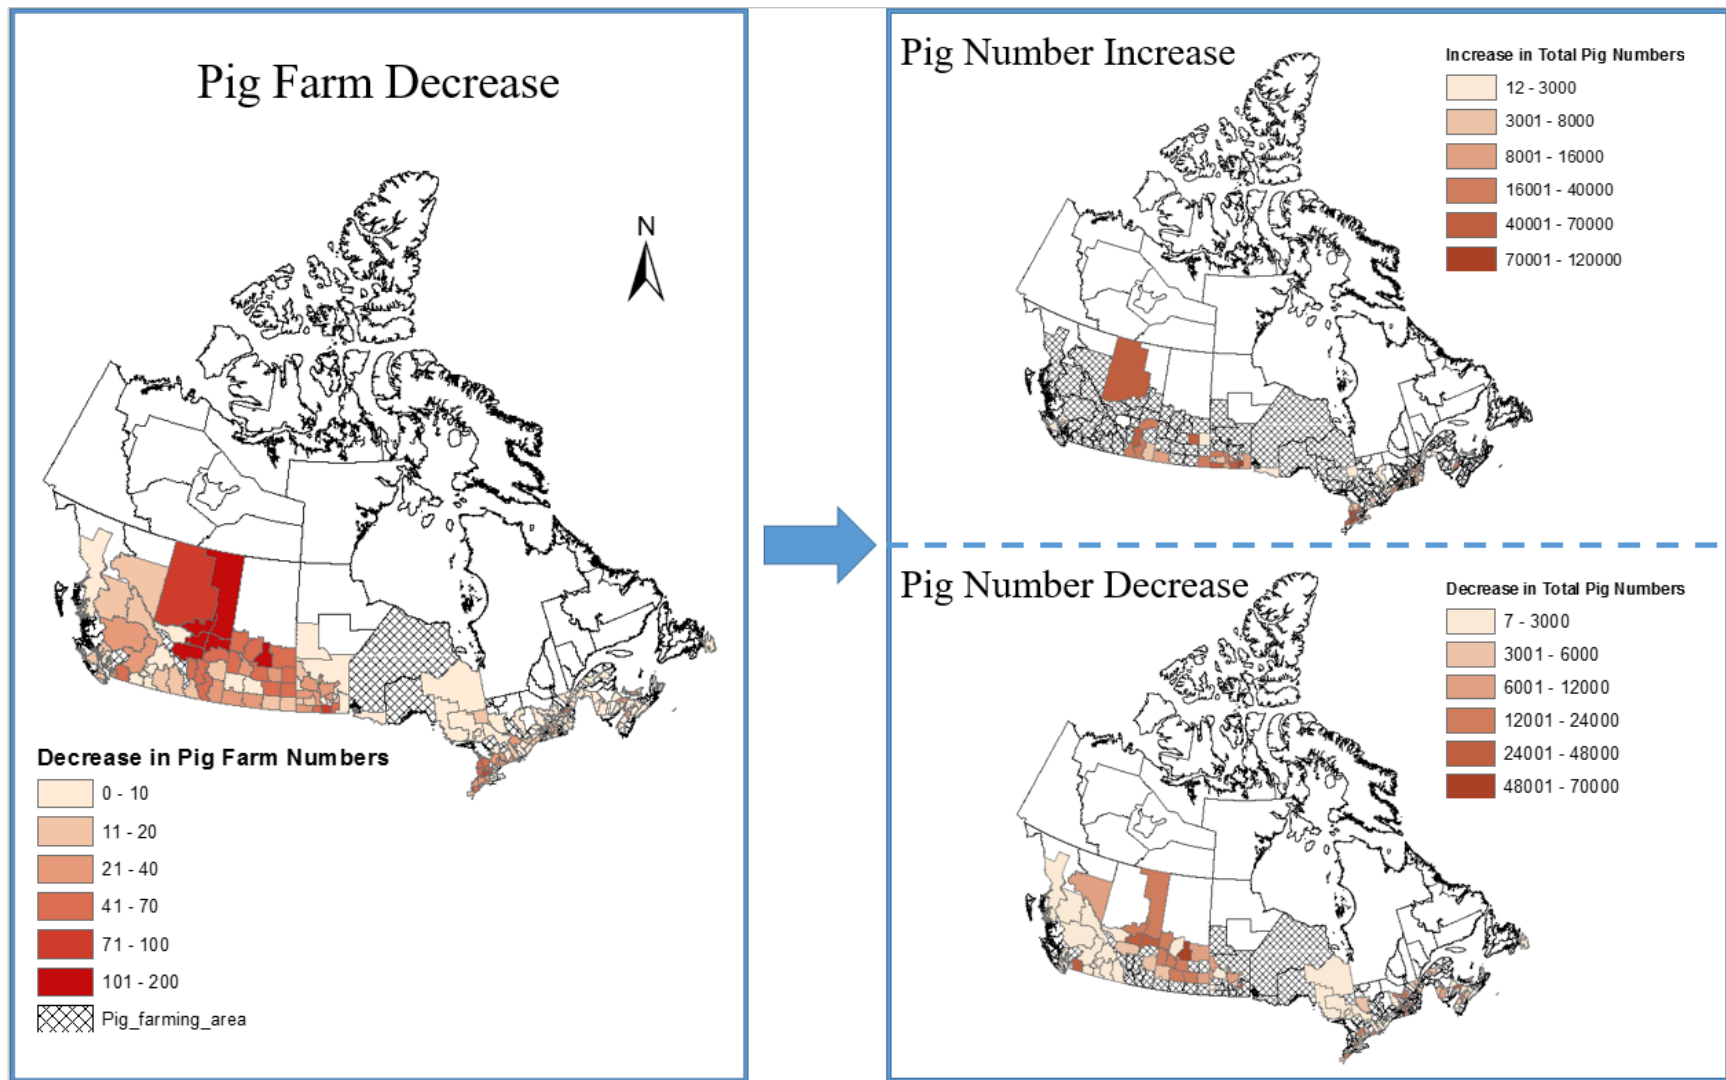 Pig Farm Decrease
N
Decrease in Pig Farm Numbers
0 - 10
11 - 20
21 - 40
41 - 70
71 - 100
101 - 200
Pig_farming_area
Pig Number Increase
Increase in Total Pig Numbers
12 - 3000
3001 - 8000
8001 - 16000
16001 - 40000
40001 - 70000
70001 - 120000
Pig Number Decrease
Decrease in Total Pig Numbers
7 - 3000
3001 - 6000
6001 - 12000
12001 - 24000
24001 - 48000
48001 - 70000